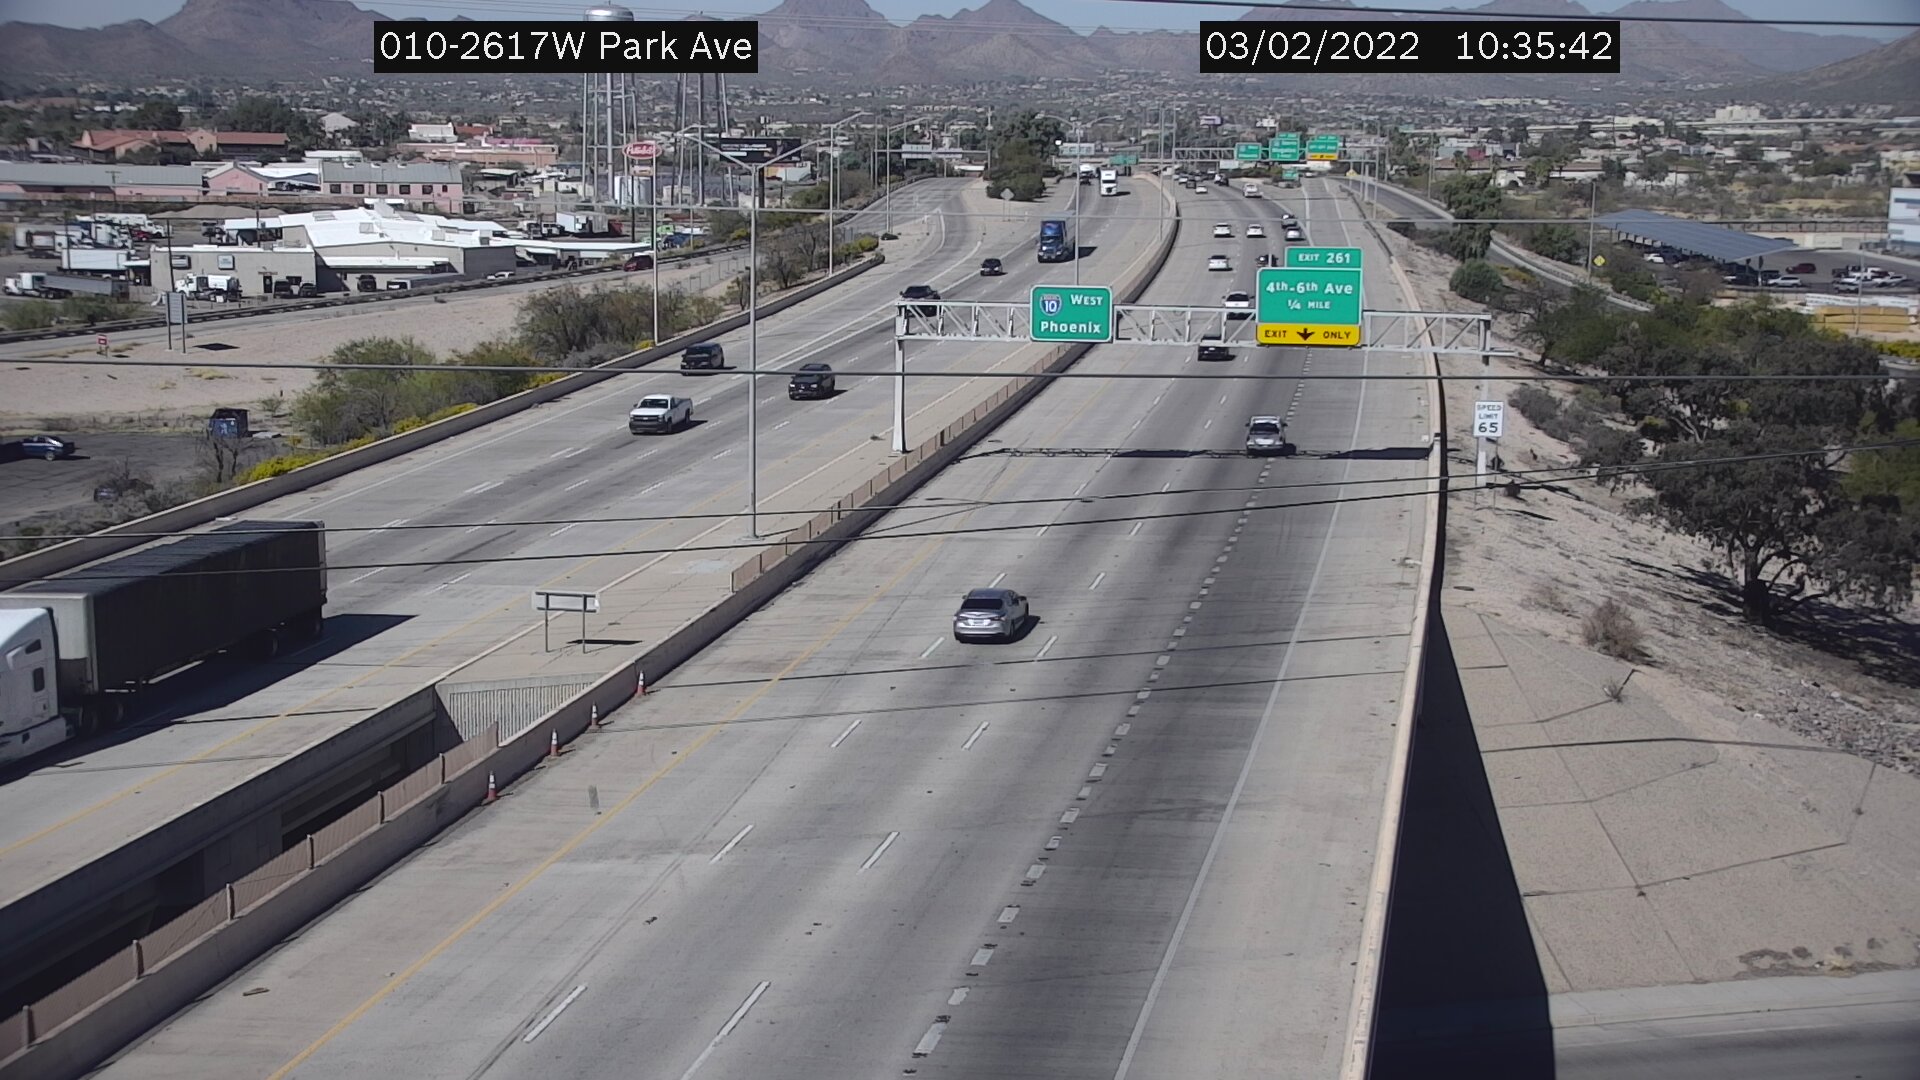 010-2617W Park Ave
03/02/2022 10:35:42
EXIT 261
4th-6th Ave
1/4 MILE
EXIT ONLY
10 WEST
Phoenix
SPEED
LIMIT
65